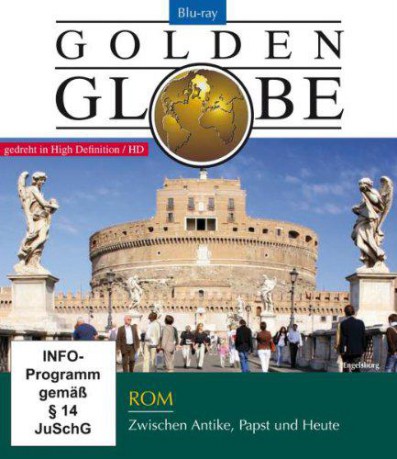 Blu-ray
GOLDEN
GLOBE
gedreht in High Definition / HD
Engelsburg
INFO-
Programm
gemäß
§ 14
JuSchG
ROM
Zwischen Antike, Papst und Heute